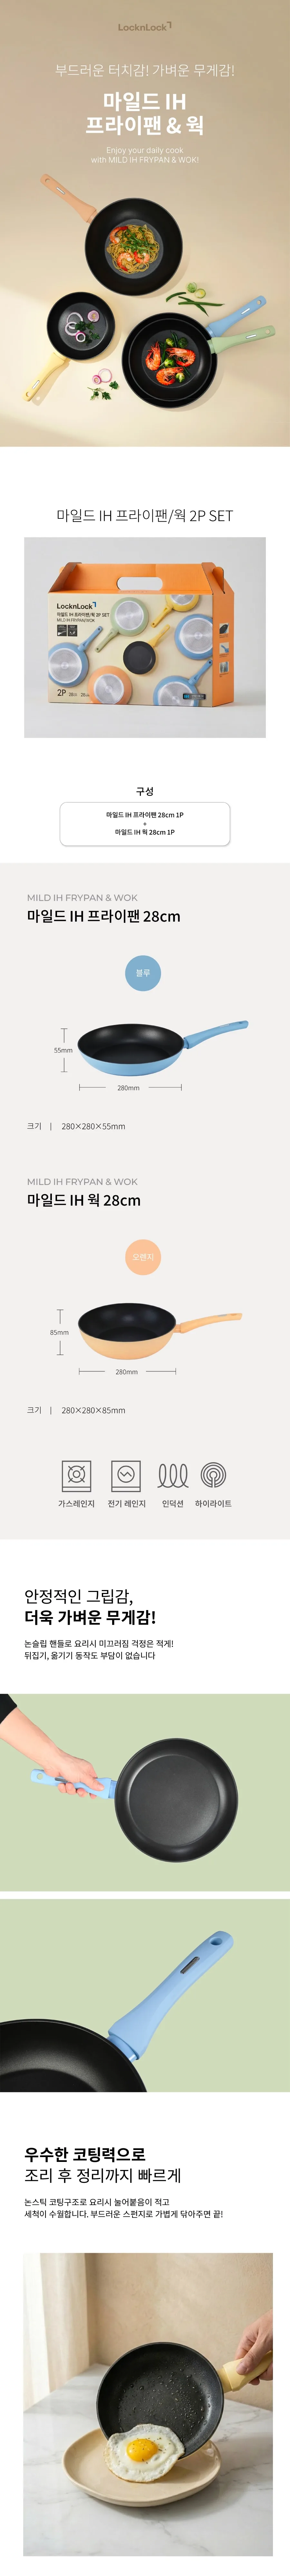 LocknLock
부드러운 터치감! 가벼운 무게감!
마일드 IH
프라이팬 & 웍
Enjoy your daily cook
with MILD IH FRYPAN & WOK!
마일드 IH 프라이팬/웍 2P SET
LocknLock
마일드 IH 프라이팬/웍 2P SET
MILD IH FRYPAN & WOK
2P
구성
마일드 IH 프라이팬 28cm 1P
+
마일드 IH 웍 28cm 1P
MILD IH FRYPAN & WOK
마일드 IH 프라이팬 28cm
블루
55mm
280mm
크기 | 280×280×55mm
MILD IH FRYPAN & WOK
마일드 IH 웍 28cm
오렌지
85mm
280mm
크기 | 280×280×85mm
가스레인지 전기 레인지 인덕션 하이라이트
안정적인 그립감,
더욱 가벼운 무게감!
논슬립 핸들로 요리시 미끄러짐 걱정은 적게!
뒤집기, 옮기기 동작도 부담이 없습니다
우수한 코팅력으로
조리 후 정리까지 빠르게
논스틱 코팅구조로 요리시 눌어붙음이 적고
세척이 수월합니다. 부드러운 스펀지로 가볍게 닦아주면 끝!